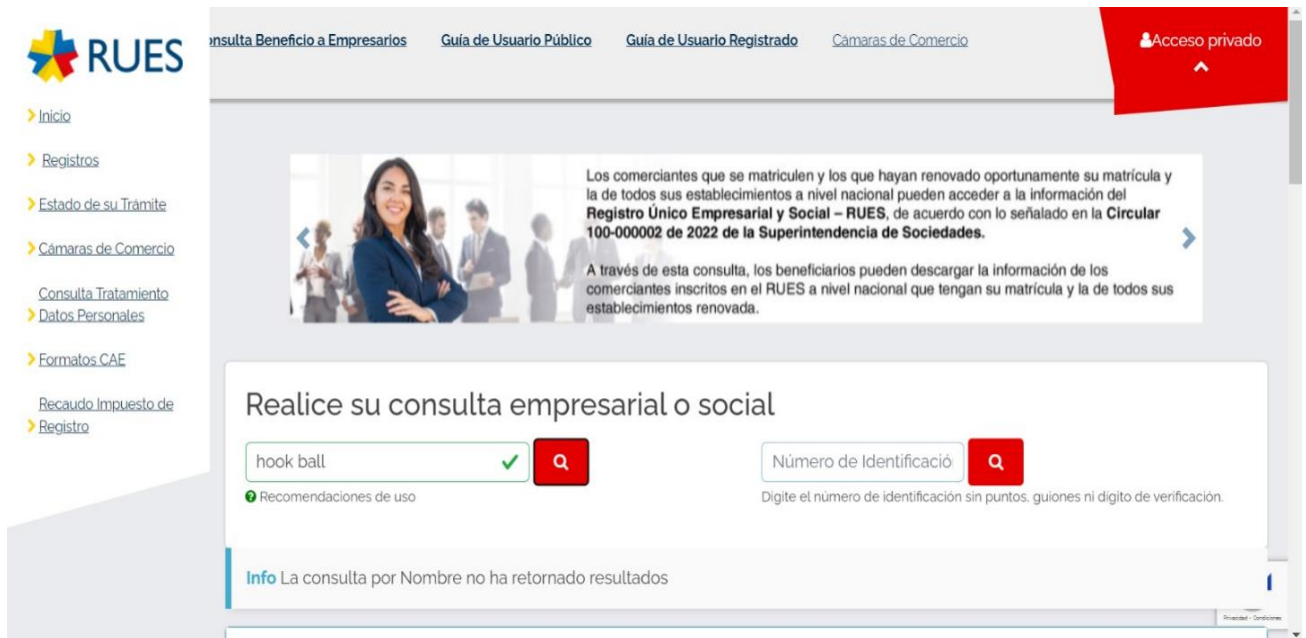 RUES
nsulta Beneficio a Empresarios
Guía de Usuario Público
Guía de Usuario Registrado
Cámaras de Comercio
Acceso privado
Inicio
Registros
Estado de su Trámite
Cámaras de Comercio
Consulta Tratamiento
Datos Personales
Formatos CAE
Recaudo Impuesto de
Registro
Los comerciantes que se matriculen y los que hayan renovado oportunamente su matrícula y
la de todos sus establecimientos a nivel nacional pueden acceder a la información del
Registro Único Empresarial y Social – RUES, de acuerdo con lo señalado en la Circular
100-000002 de 2022 de la Superintendencia de Sociedades.
A través de esta consulta, los beneficiarios pueden descargar la información de los
comerciantes inscritos en el RUES a nivel nacional que tengan su matrícula y la de todos sus
establecimientos renovada.
Realice su consulta empresarial o social
hook ball
Número de Identificació
Recomendaciones de uso
Digite el número de identificación sin puntos, guiones ni dígito de verificación.
Info La consulta por Nombre no ha retornado resultados
Privacidad - Condiciones